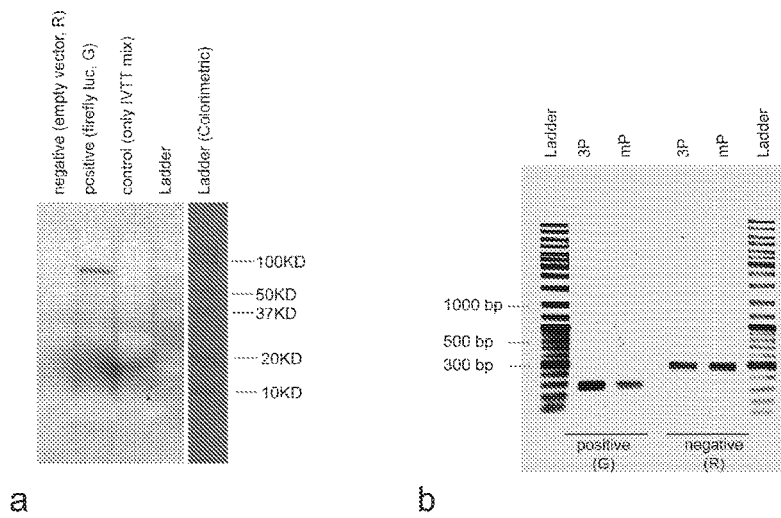 negative (empty vector, R)
positive (firefly luc, G)
control (only IVTT mix)
Ladder
Ladder (Colorimetric)
100KD
50KD
37KD
20KD
10KD
a
Ladder
3P
mP
3P
mP
Ladder
1000 bp
500 bp
300 bp
positive
(G)
negative
(R)
b